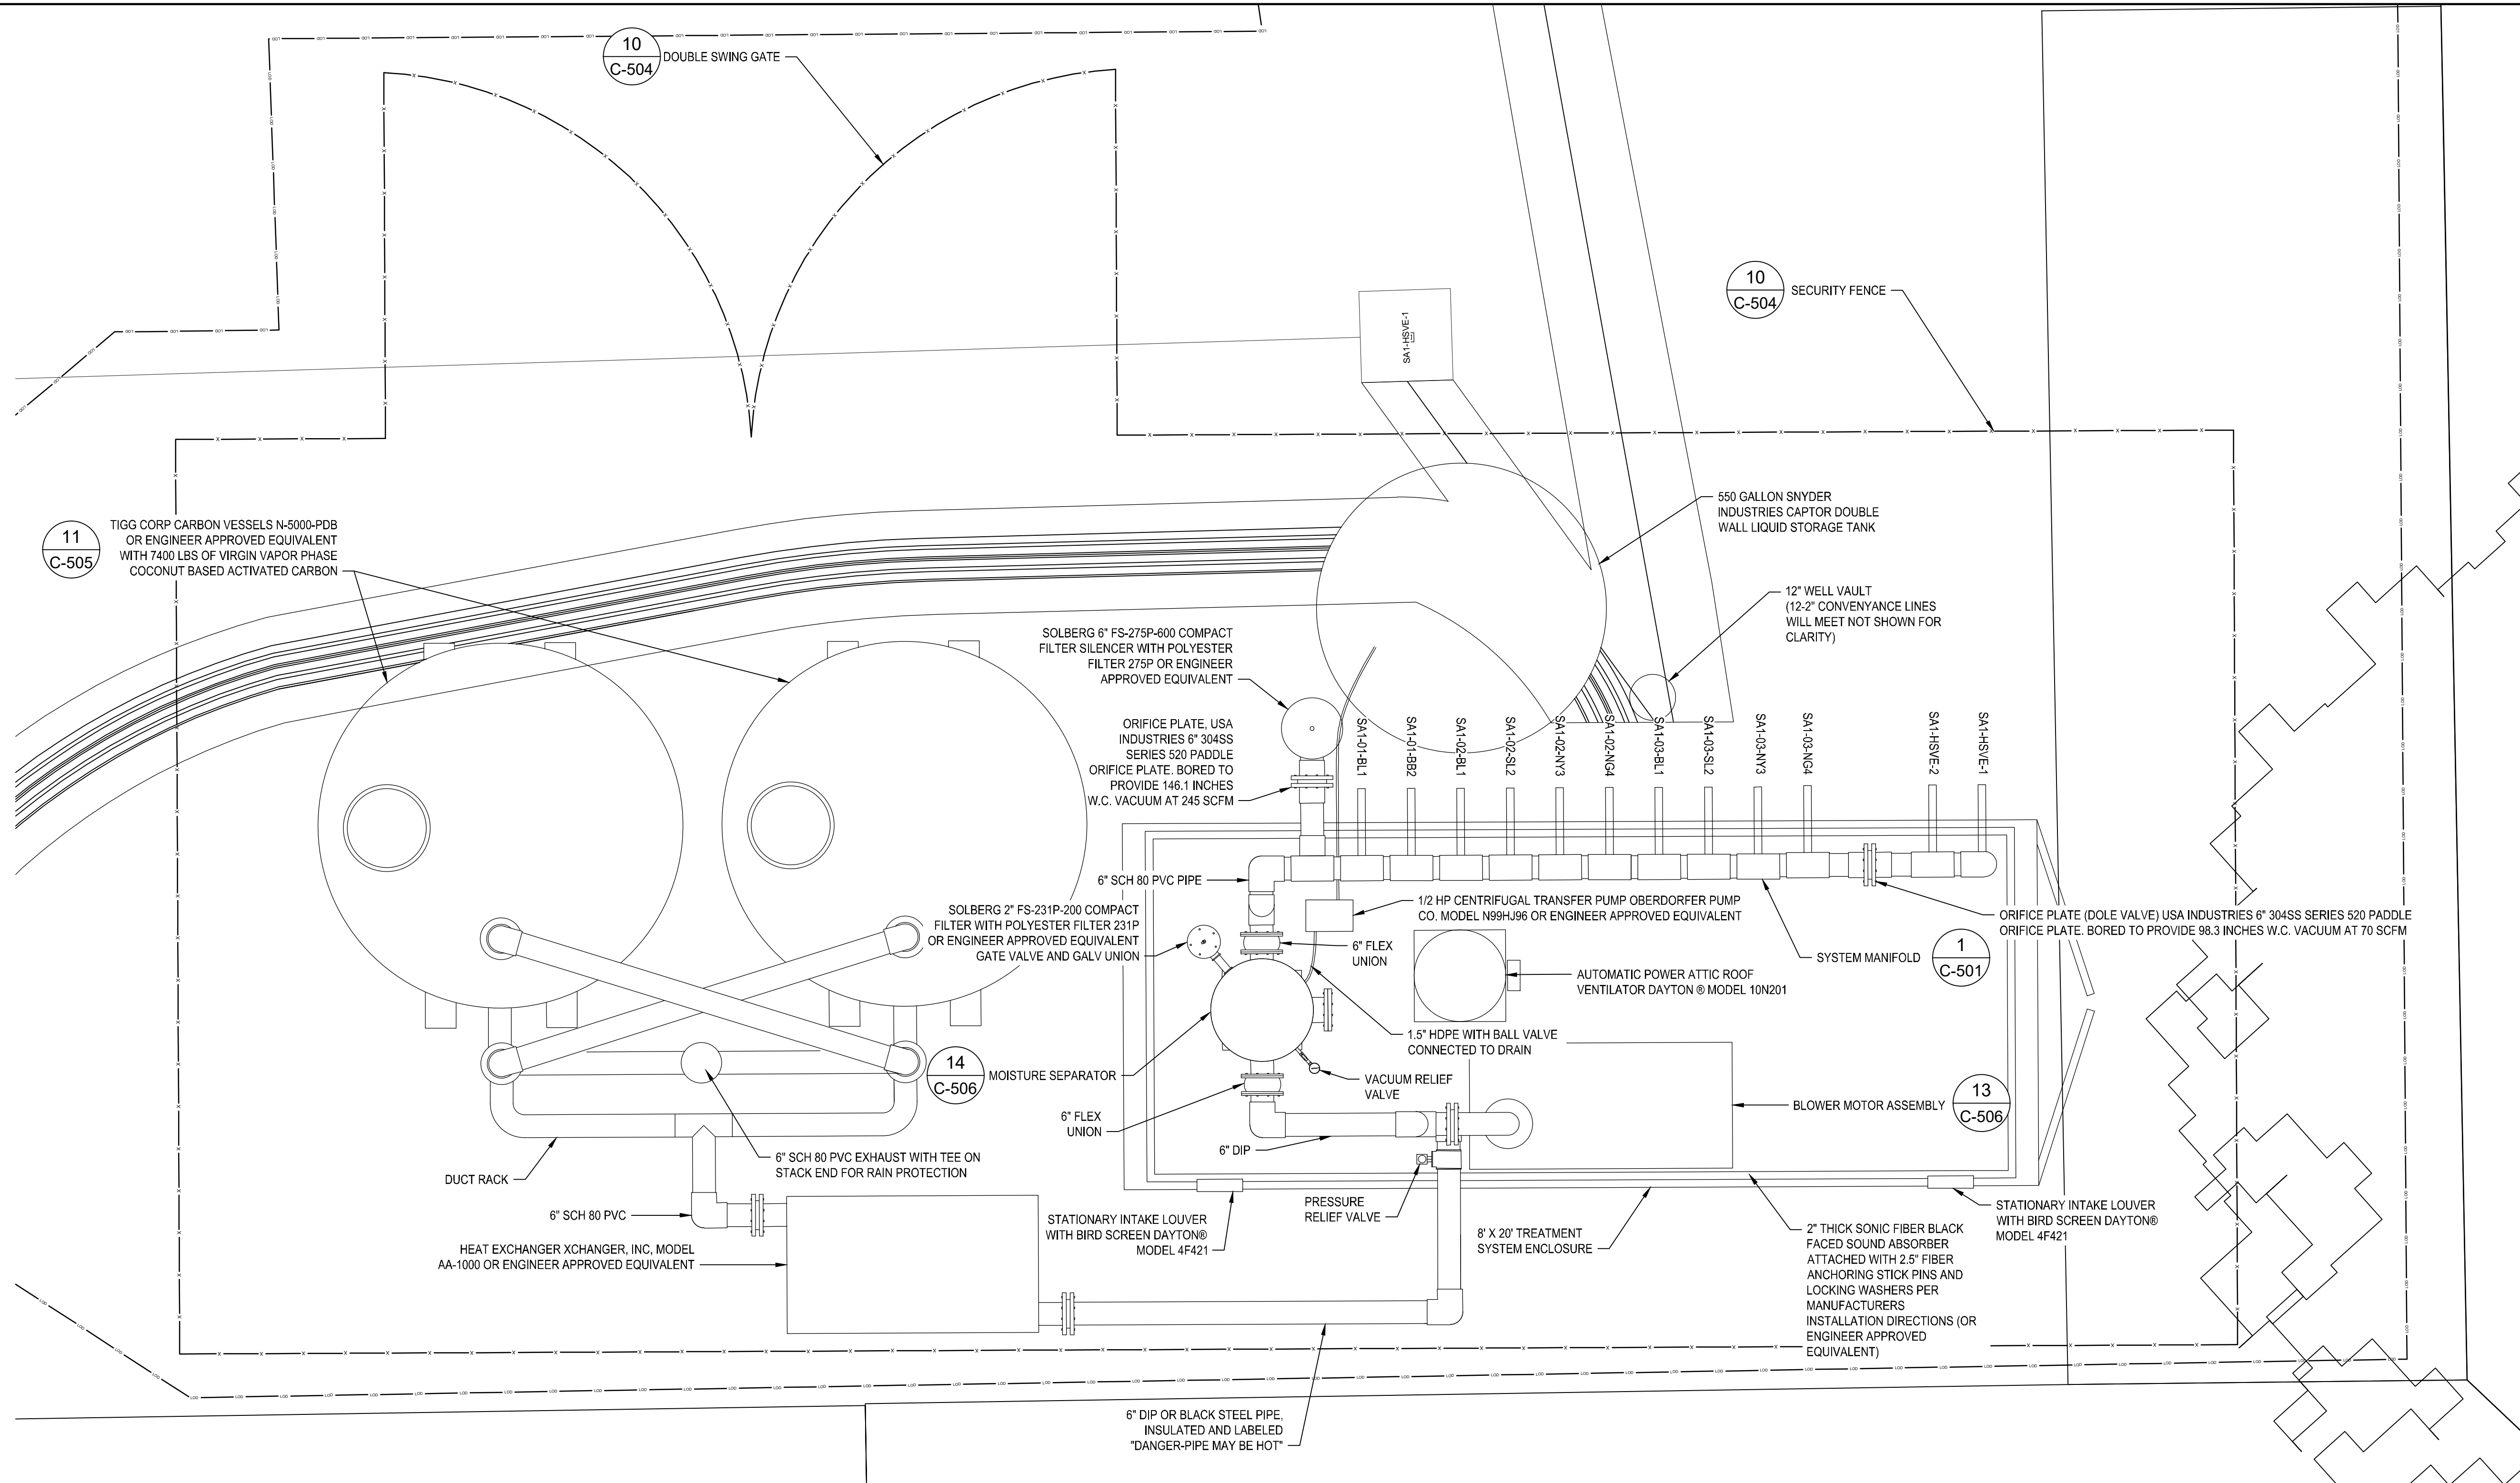 10
C-504
DOUBLE SWING GATE
10
C-504
SECURITY FENCE
SA1-HSVE-1
11
C-505
TIGG CORP CARBON VESSELS N-5000-PDB
OR ENGINEER APPROVED EQUIVALENT
WITH 7400 LBS OF VIRGIN VAPOR PHASE
COCONUT BASED ACTIVATED CARBON
550 GALLON SNYDER
INDUSTRIES CAPTOR DOUBLE
WALL LIQUID STORAGE TANK
12" WELL VAULT
(12-2" CONVENYANCE LINES
WILL MEET NOT SHOWN FOR
CLARITY)
SOLBERG 6" FS-275P-600 COMPACT
FILTER SILENCER WITH POLYESTER
FILTER 275P OR ENGINEER
APPROVED EQUIVALENT
ORIFICE PLATE, USA
INDUSTRIES 6" 304SS
SERIES 520 PADDLE
ORIFICE PLATE. BORED TO
PROVIDE 146.1 INCHES
W.C. VACUUM AT 245 SCFM
SA1-01-BL1
SA1-01-BB2
SA1-02-BL1
SA1-02-SL2
SA1-02-NY3
SA1-02-NG4
SA1-03-BL1
SA1-03-SL2
SA1-03-NY3
SA1-03-NG4
SA1-HSVE-2
SA1-HSVE-1
6" SCH 80 PVC PIPE
SOLBERG 2" FS-231P-200 COMPACT
FILTER WITH POLYESTER FILTER 231P
OR ENGINEER APPROVED EQUIVALENT
GATE VALVE AND GALV UNION
1/2 HP CENTRIFUGAL TRANSFER PUMP OBERDORFER PUMP
CO. MODEL N99HJ96 OR ENGINEER APPROVED EQUIVALENT
ORIFICE PLATE (DOLE VALVE) USA INDUSTRIES 6" 304SS SERIES 520 PADDLE
ORIFICE PLATE. BORED TO PROVIDE 98.3 INCHES W.C. VACUUM AT 70 SCFM
6" FLEX
UNION
SYSTEM MANIFOLD
1
C-501
AUTOMATIC POWER ATTIC ROOF
VENTILATOR DAYTON ® MODEL 10N201
1.5" HDPE WITH BALL VALVE
CONNECTED TO DRAIN
14
C-506
MOISTURE SEPARATOR
VACUUM RELIEF
VALVE
BLOWER MOTOR ASSEMBLY
13
C-506
6" FLEX
UNION
6" DIP
6" SCH 80 PVC EXHAUST WITH TEE ON
STACK END FOR RAIN PROTECTION
DUCT RACK
6" SCH 80 PVC
PRESSURE
RELIEF VALVE
STATIONARY INTAKE LOUVER
WITH BIRD SCREEN DAYTON®
MODEL 4F421
STATIONARY INTAKE LOUVER
WITH BIRD SCREEN DAYTON®
MODEL 4F421
8' X 20' TREATMENT
SYSTEM ENCLOSURE
2" THICK SONIC FIBER BLACK
FACED SOUND ABSORBER
ATTACHED WITH 2.5" FIBER
ANCHORING STICK PINS AND
LOCKING WASHERS PER
MANUFACTURERS
INSTALLATION DIRECTIONS (OR
ENGINEER APPROVED
EQUIVALENT)
HEAT EXCHANGER XCHANGER, INC, MODEL
AA-1000 OR ENGINEER APPROVED EQUIVALENT
6" DIP OR BLACK STEEL PIPE,
INSULATED AND LABELED
"DANGER-PIPE MAY BE HOT"